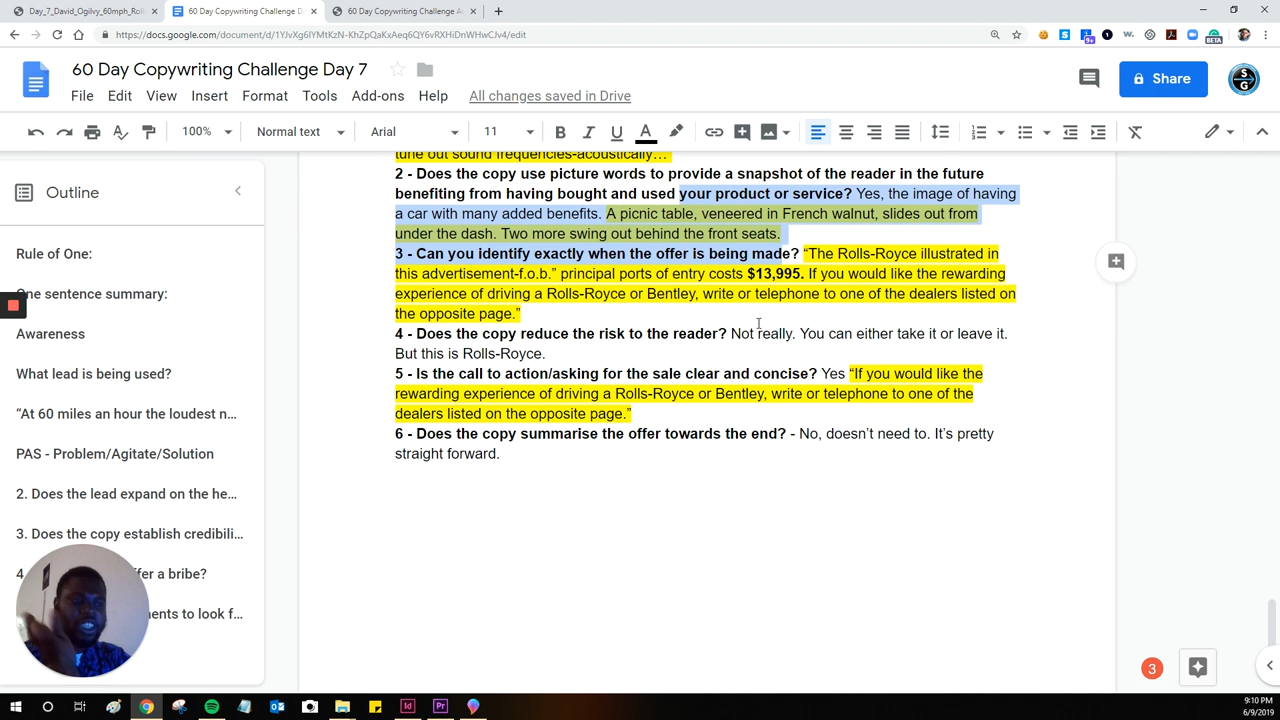 Day_7_David_Ogilvy_60mph_Roll
60 Day Copywriting Challenge Da
60 Day Copywriting Challenge Ac
https://docs.google.com/document/d/1YJvXg6IYMtKzN-KhZpQaKxAeq6QY6vRXHiDnWHwCJv4/edit
BETA
60 Day Copywriting Challenge Day 7
File Edit View Insert Format Tools Add-ons Help All changes saved in Drive
Share
S G
100% Normal text Arial 11
Outline
Rule of One:
One sentence summary:
Awareness
What lead is being used?
“At 60 miles an hour the loudest n...
PAS - Problem/Agitate/Solution
2. Does the lead expand on the he...
3. Does the copy establish credibili...
4 fer a bribe?
nents to look f...
tune out sound frequencies-acoustically…
2 - Does the copy use picture words to provide a snapshot of the reader in the future
benefiting from having bought and used your product or service? Yes, the image of having
a car with many added benefits. A picnic table, veneered in French walnut, slides out from
under the dash. Two more swing out behind the front seats.
3 - Can you identify exactly when the offer is being made? “The Rolls-Royce illustrated in
this advertisement-f.o.b.” principal ports of entry costs $13,995. If you would like the rewarding
experience of driving a Rolls-Royce or Bentley, write or telephone to one of the dealers listed on
the opposite page.”
4 - Does the copy reduce the risk to the reader? Not really. You can either take it or leave it.
But this is Rolls-Royce.
5 - Is the call to action/asking for the sale clear and concise? Yes “If you would like the
rewarding experience of driving a Rolls-Royce or Bentley, write or telephone to one of the
dealers listed on the opposite page.”
6 - Does the copy summarise the offer towards the end? - No, doesn’t need to. It’s pretty
straight forward.
3
9:10 PM
6/9/2019